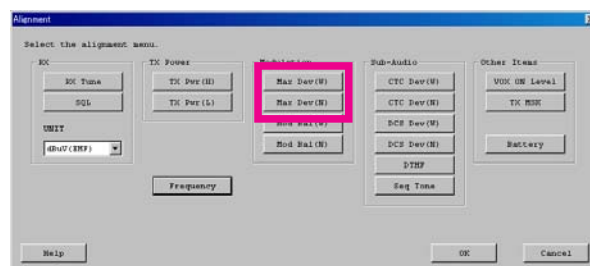 Alignment
Select the alignment menu.
RX
RX Tune
SQL
UNIT
dBuV(EMF)
TX Power
TX Pwr(H)
TX Pwr(L)
Modulation
Max Dev(W)
Max Dev(N)
Mod Bal(W)
Mod Bal(N)
Sub-Audio
CTC Dev(W)
CTC Dev(N)
DCS Dev(W)
DCS Dev(N)
DTMF
Seq Tone
Other Items
VOX ON Level
TX MSK
Battery
Frequency
Help
OK
Cancel